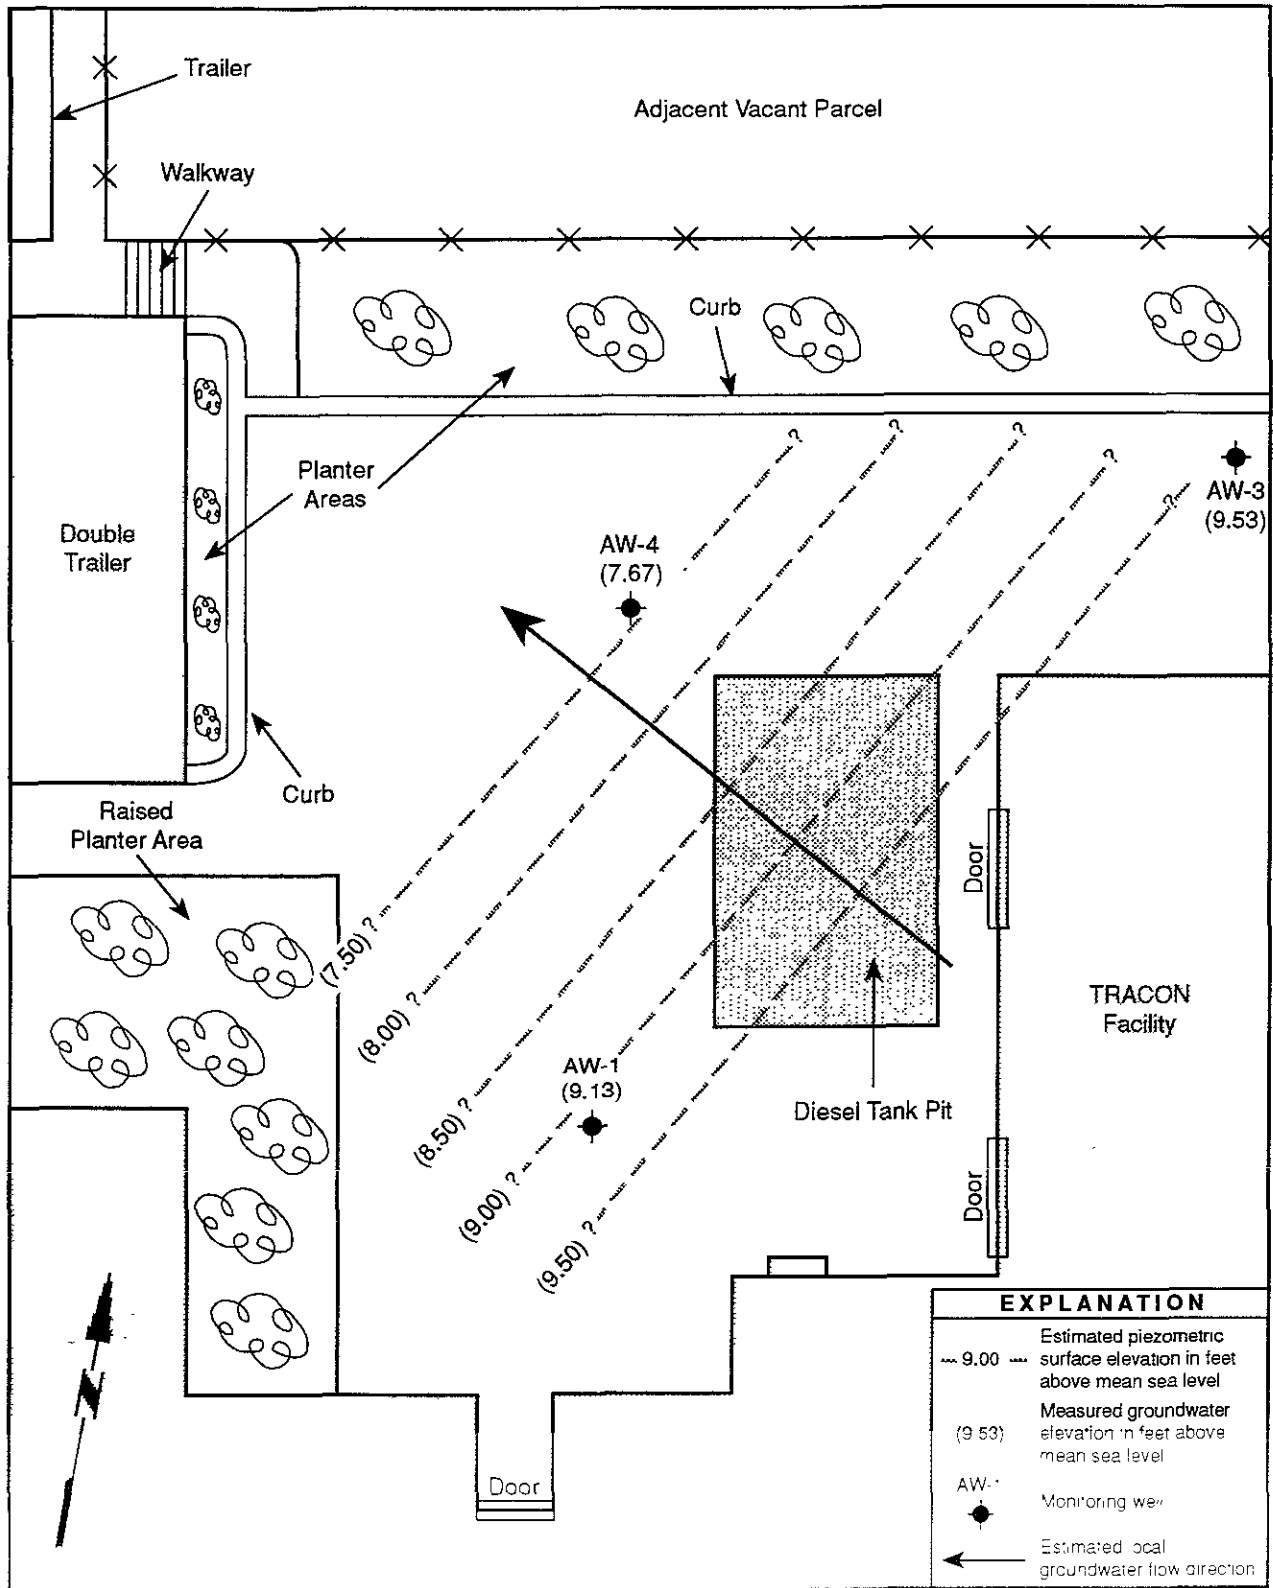 Trailer
Adjacent Vacant Parcel
Walkway
Curb
Planter
Areas
AW-3
(9.53)
Double
Trailer
AW-4
(7.67)
?
?
?
?
?
Curb
Raised
Planter Area
Door
(7.50) ?
(8.00) ?
TRACON
Facility
AW-1
(9.13)
Diesel Tank Pit
(8.50) ?
(9.00) ?
Door
(9.50) ?
N
Door
EXPLANATION
9.00
Estimated piezometric
surface elevation in feet
above mean sea level
(9 53)
Measured groundwater
elevation in feet above
mean sea level
AW-
Monitoring
Estimated
groundwater flow direction